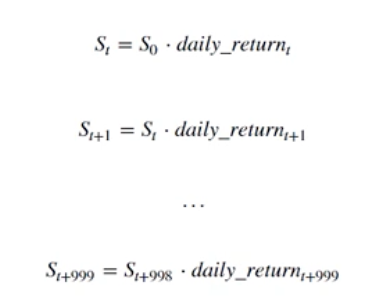 S_t = S_0 · daily_return_t
S_{t+1} = S_t · daily_return_{t+1}
...
S_{t+999} = S_{t+998} · daily_return_{t+999}